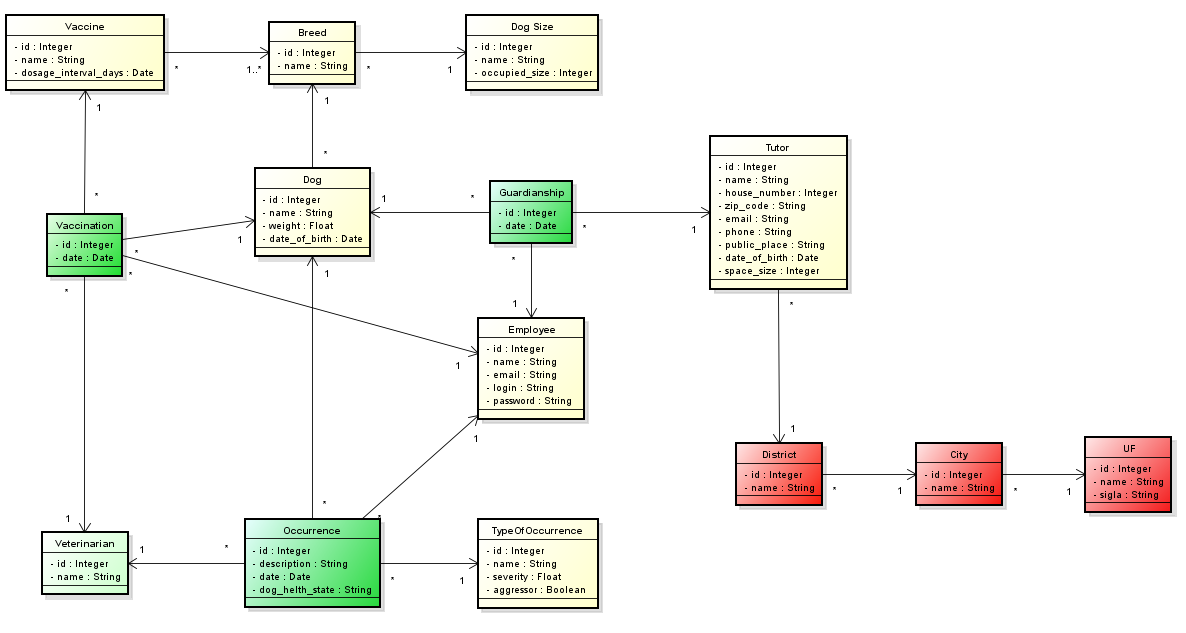 Vaccine
- id : Integer
- name : String
- dosage_interval_days : Date
*
1..*
Breed
- id : Integer
- name : String
*
1
Dog Size
- id : Integer
- name : String
- occupied_size : Integer
1
*
1
*
Dog
- id : Integer
- name : String
- weight : Float
- date_of_birth : Date
1
*
Guardianship
- id : Integer
- date : Date
*
1
Tutor
- id : Integer
- name : String
- house_number : Integer
- zip_code : String
- email : String
- phone : String
- public_place : String
- date_of_birth : Date
- space_size : Integer
Vaccination
- id : Integer
- date : Date
*
1
*
1
*
1
*
1
Employee
- id : Integer
- name : String
- email : String
- login : String
- password : String
*
1
District
- id : Integer
- name : String
*
1
City
- id : Integer
- name : String
*
1
UF
- id : Integer
- name : String
- sigla : String
1
*
1
*
1
Veterinarian
- id : Integer
- name : String
1
*
Occurrence
- id : Integer
- description : String
- date : Date
- dog_helth_state : String
*
1
TypeOfOccurrence
- id : Integer
- name : String
- severity : Float
- aggressor : Boolean